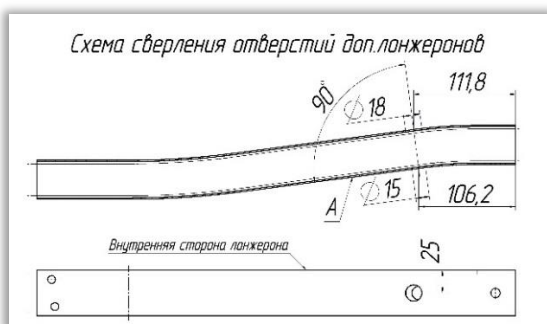 Схема сверления отверстий доп.лонжеронов
111,8
90°
⌀ 18
⌀ 15
А
106,2
Внутренняя сторона лонжерона
25